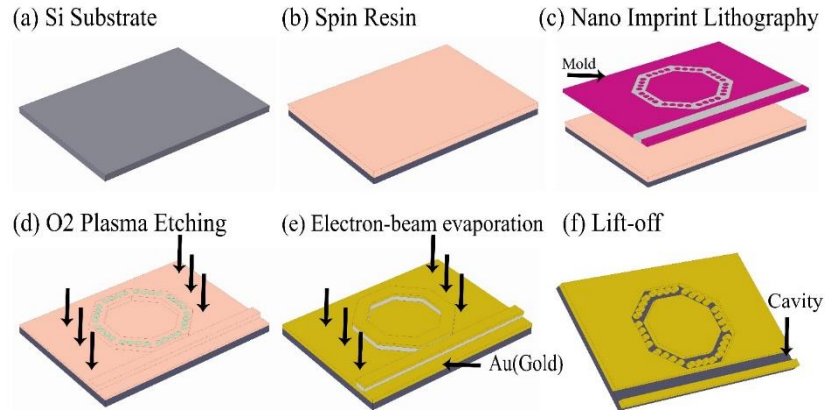 (a) Si Substrate
(b) Spin Resin
(c) Nano Imprint Lithography
Mold
(d) O2 Plasma Etching
(e) Electron-beam evaporation
(f) Lift-off
Cavity
Au(Gold)